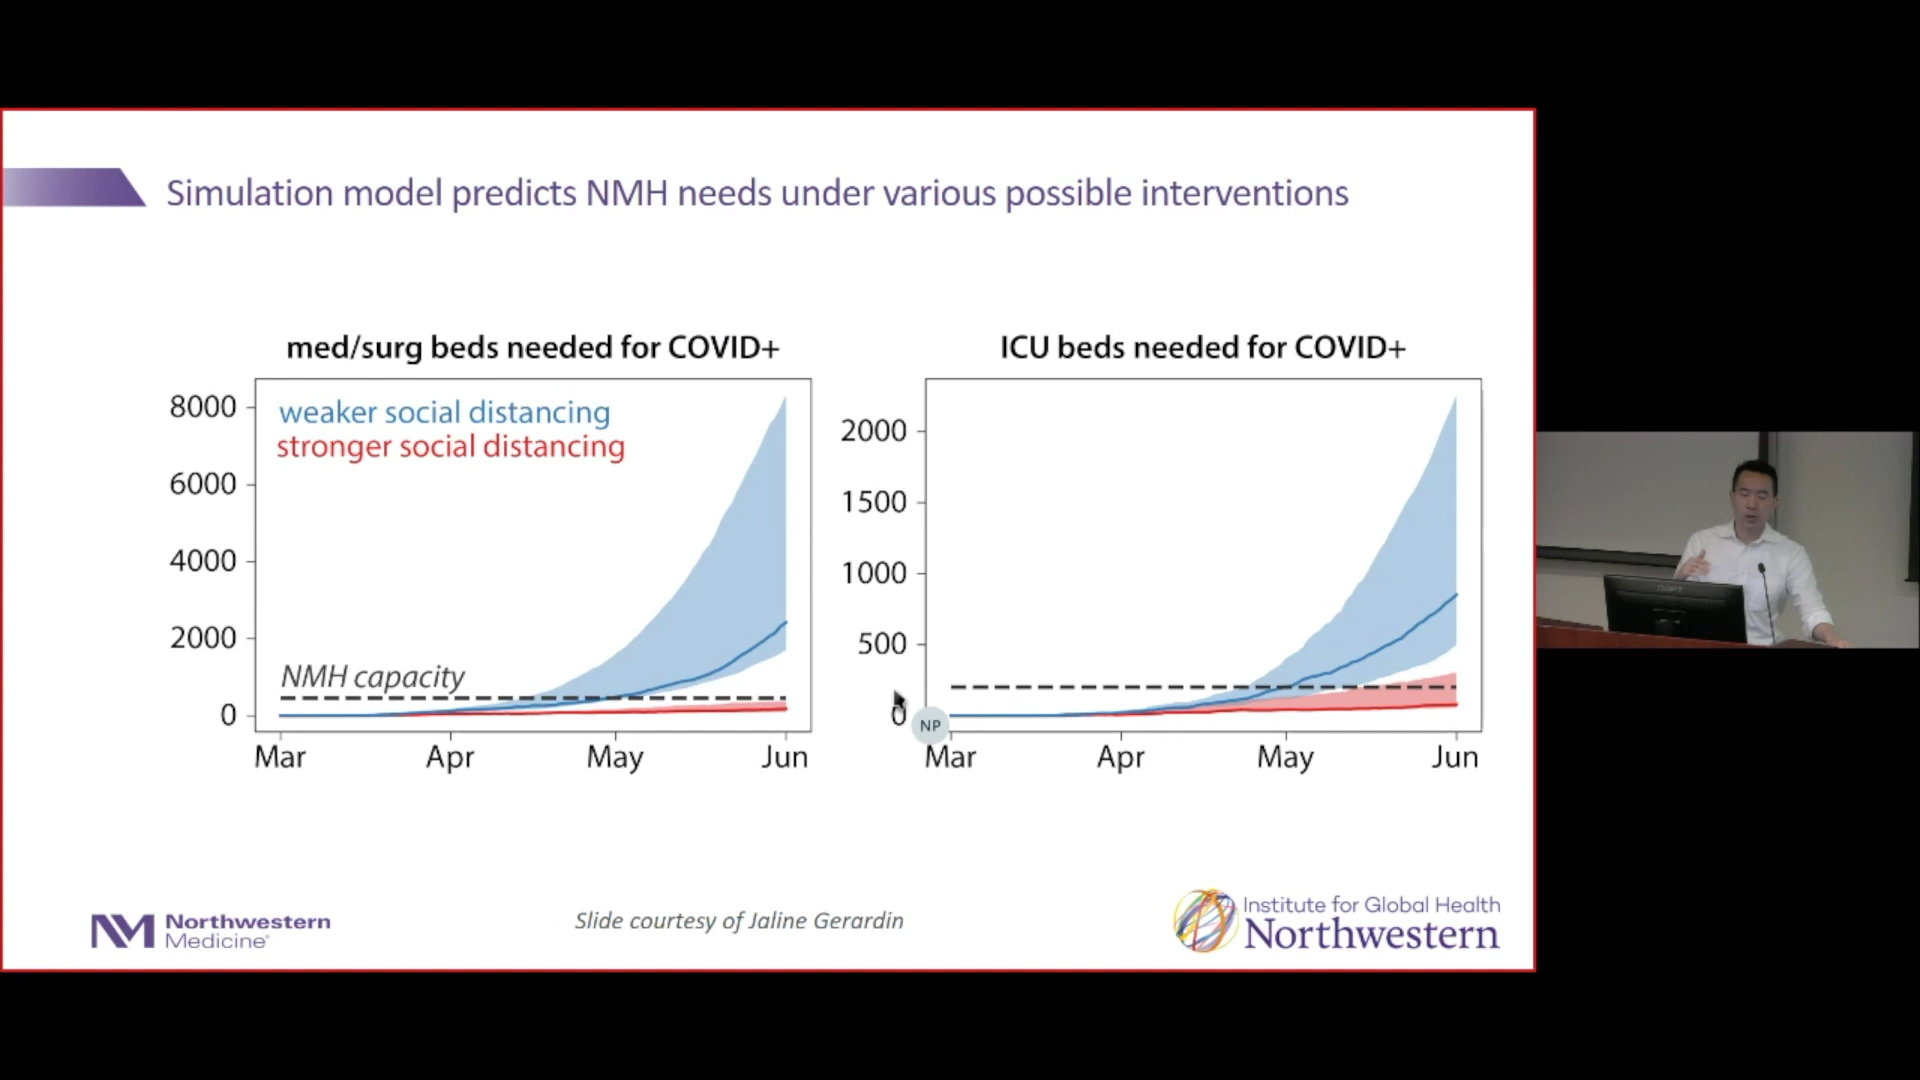 Simulation model predicts NMH needs under various possible interventions
med/surg beds needed for COVID+
8000
6000
4000
2000
0
weaker social distancing
stronger social distancing
NMH capacity
Mar Apr May Jun
ICU beds needed for COVID+
2000
1500
1000
500
0
NP
Mar Apr May Jun
NM Northwestern
Medicine®
Slide courtesy of Jaline Gerardin
Institute for Global Health
Northwestern